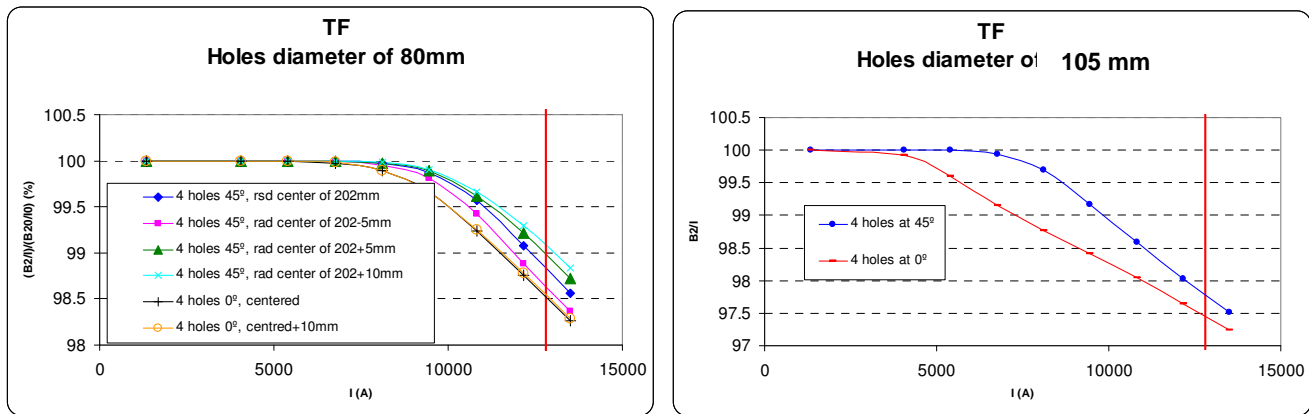 TF
Holes diameter of 80mm
100.5
100
99.5
99
98.5
98
(B2/I)/(B20/I0) (%)
4 holes 45º, rsd center of 202mm
4 holes 45º, rad center of 202-5mm
4 holes 45º, rad center of 202+5mm
4 holes 45º, rad center of 202+10mm
4 holes 0º, centered
4 holes 0º, centred+10mm
0 5000 10000 15000
I (A)
TF
Holes diameter of 105 mm
100.5
100
99.5
99
98.5
98
97.5
97
B2/I
4 holes at 45º
4 holes at 0º
0 5000 10000 15000
I (A)